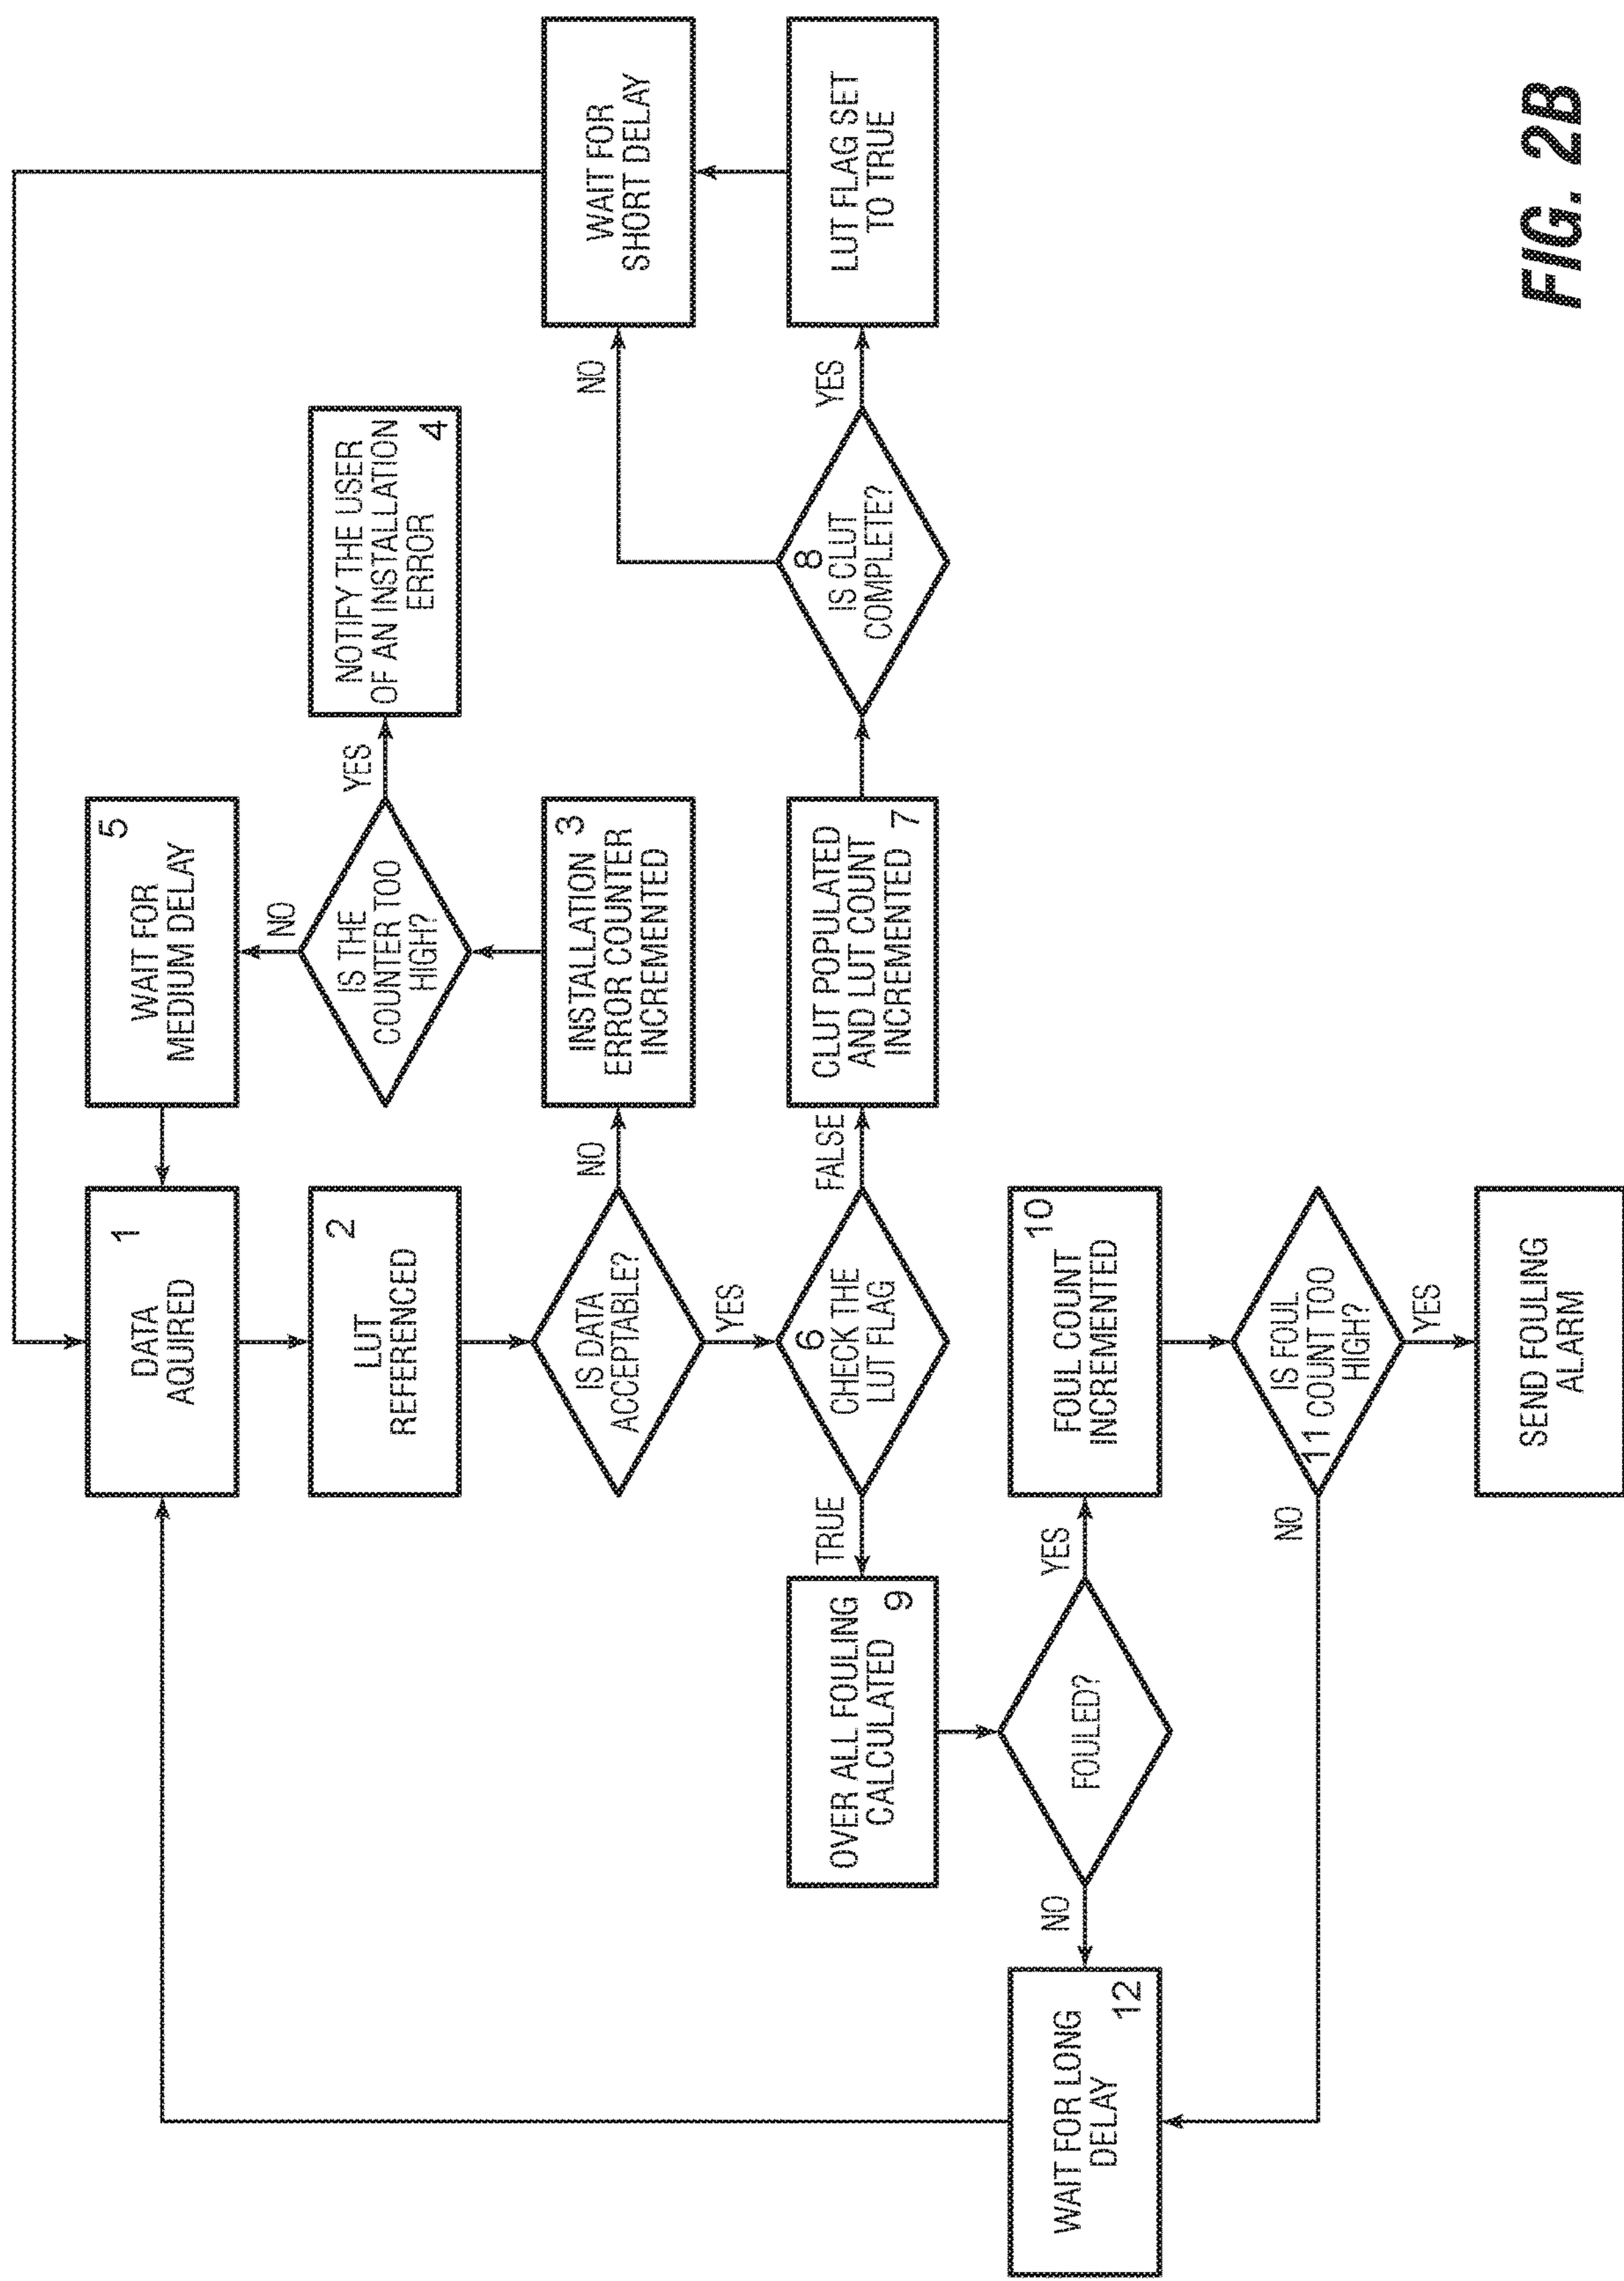 1
DATA
AQUIRED
2
LUT
REFERENCED
IS DATA
ACCEPTABLE?
NO
YES
3
INSTALLATION
ERROR COUNTER
INCREMENTED
IS THE
COUNTER TOO
HIGH?
NO
YES
5
WAIT FOR
MEDIUM DELAY
NOTIFY THE USER
OF AN INSTALLATION
ERROR
4
6
CHECK THE
LUT FLAG
TRUE
FALSE
CLUT POPULATED
AND LUT COUNT
INCREMENTED
7
8
IS CLUT
COMPLETE?
NO
YES
WAIT FOR
SHORT DELAY
LUT FLAG SET
TO TRUE
OVER ALL FOULING
CALCULATED
9
FOULED?
NO
YES
10
FOUL COUNT
INCREMENTED
IS FOUL
11 COUNT TOO
HIGH?
NO
YES
WAIT FOR LONG
DELAY
12
SEND FOULING
ALARM
FIG. 2B